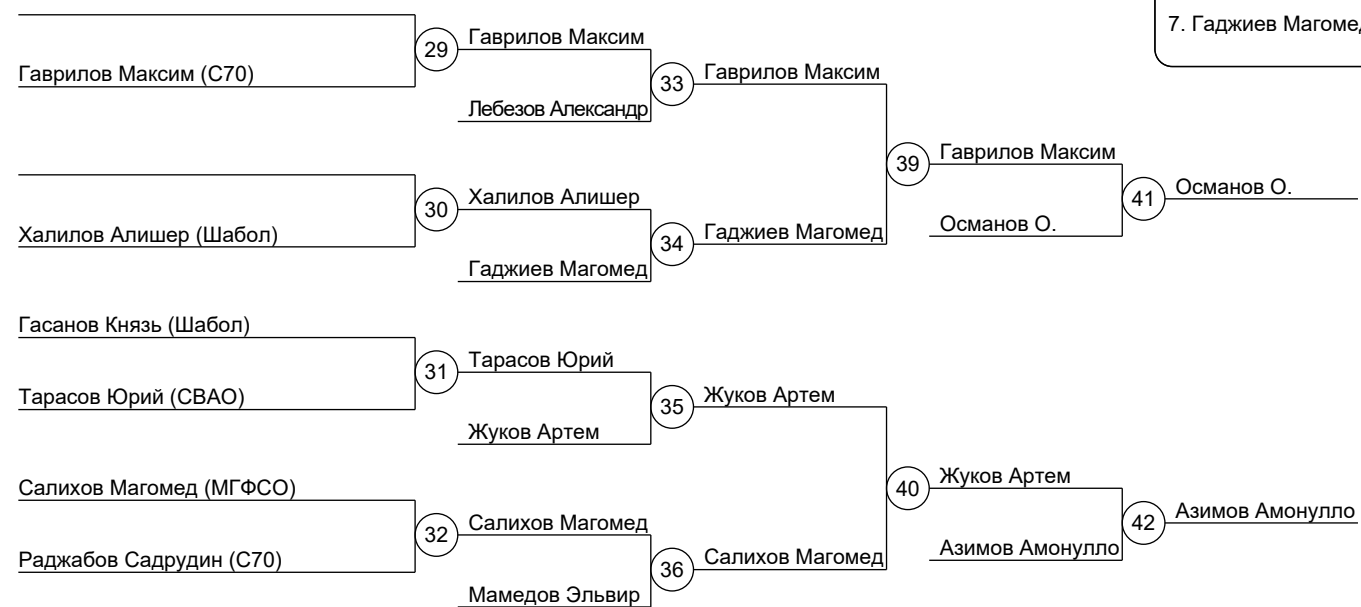 7. Гаджиев Магомед
29
Гаврилов Максим
Гаврилов Максим (С70)
33
Гаврилов Максим
Лебезов Александр
39
Гаврилов Максим
30
Халилов Алишер
Халилов Алишер (Шабол)
34
Гаджиев Магомед
Гаджиев Магомед
41
Османов О.
Османов О.
Гасанов Князь (Шабол)
31
Тарасов Юрий
Тарасов Юрий (СВАО)
35
Жуков Артем
Жуков Артем
40
Жуков Артем
Салихов Магомед (МГФСО)
32
Салихов Магомед
Раджабов Садрудин (С70)
36
Салихов Магомед
Мамедов Эльвир
42
Азимов Амонулло
Азимов Амонулло